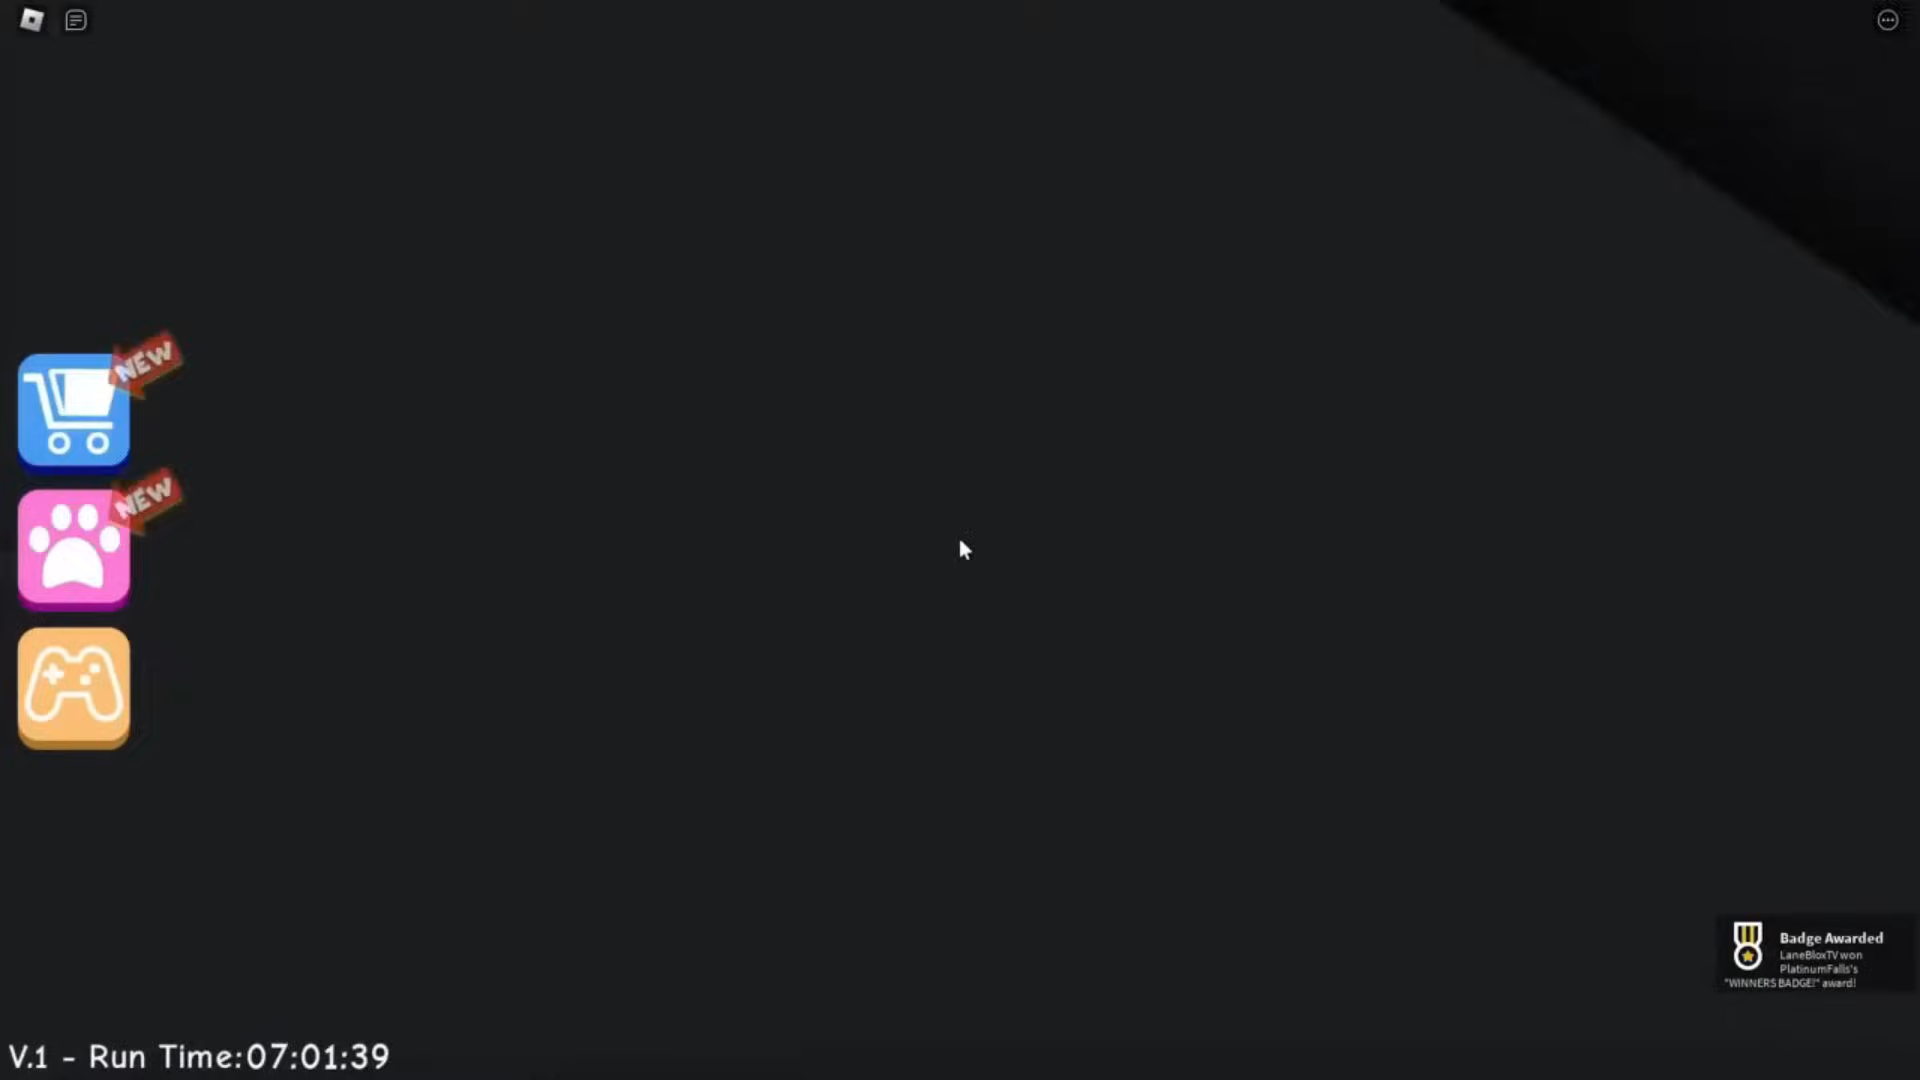 NEW
NEW
Badge Awarded
LaneBloxTV won
PlatinumFalls's
"WINNERS BADGE!" award!
V.1 - Run Time:07:01:39